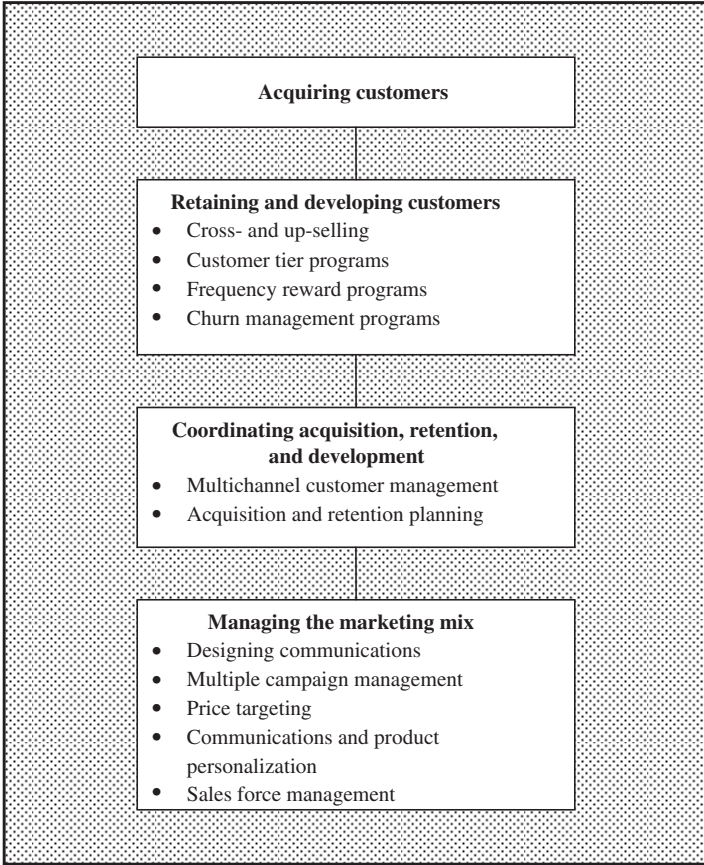 Acquiring customers
Retaining and developing customers
• Cross- and up-selling
• Customer tier programs
• Frequency reward programs
• Churn management programs
Coordinating acquisition, retention,
and development
• Multichannel customer management
• Acquisition and retention planning
Managing the marketing mix
• Designing communications
• Multiple campaign management
• Price targeting
• Communications and product
personalization
• Sales force management